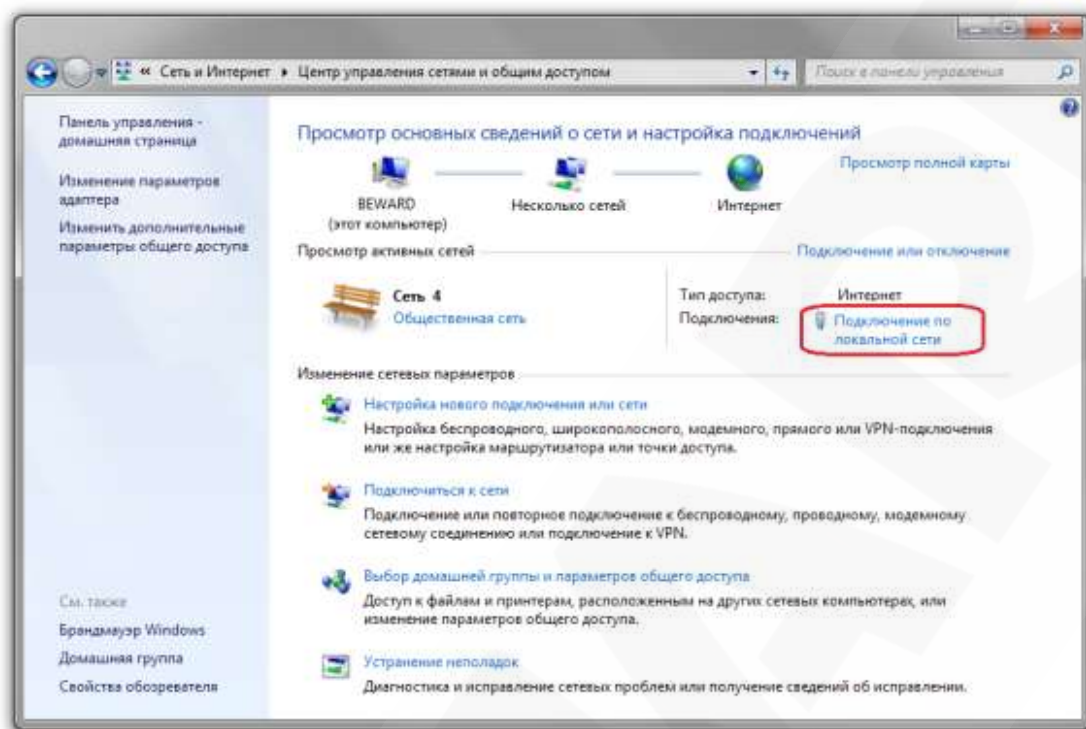 « Сеть и Интернет ▸ Центр управления сетями и общим доступом
Поиск в панели управления
Панель управления -
домашняя страница
Изменение параметров
адаптера
Изменить дополнительные
параметры общего доступа
См. также
Брандмауэр Windows
Домашняя группа
Свойства обозревателя
Просмотр основных сведений о сети и настройка подключений
Просмотр полной карты
BEWARD
(этот компьютер)
Несколько сетей
Интернет
Просмотр активных сетей
Подключение или отключение
Сеть 4
Общественная сеть
Тип доступа: Интернет
Подключения: Подключение по
локальной сети
Изменение сетевых параметров
Настройка нового подключения или сети
Настройка беспроводного, широкополосного, модемного, прямого или VPN-подключения
или же настройка маршрутизатора или точки доступа.
Подключиться к сети
Подключение или повторное подключение к беспроводному, проводному, модемному
сетевому соединению или подключение к VPN.
Выбор домашней группы и параметров общего доступа
Доступ к файлам и принтерам, расположенным на других сетевых компьютерах, или
изменение параметров общего доступа.
Устранение неполадок
Диагностика и исправление сетевых проблем или получение сведений об исправлении.